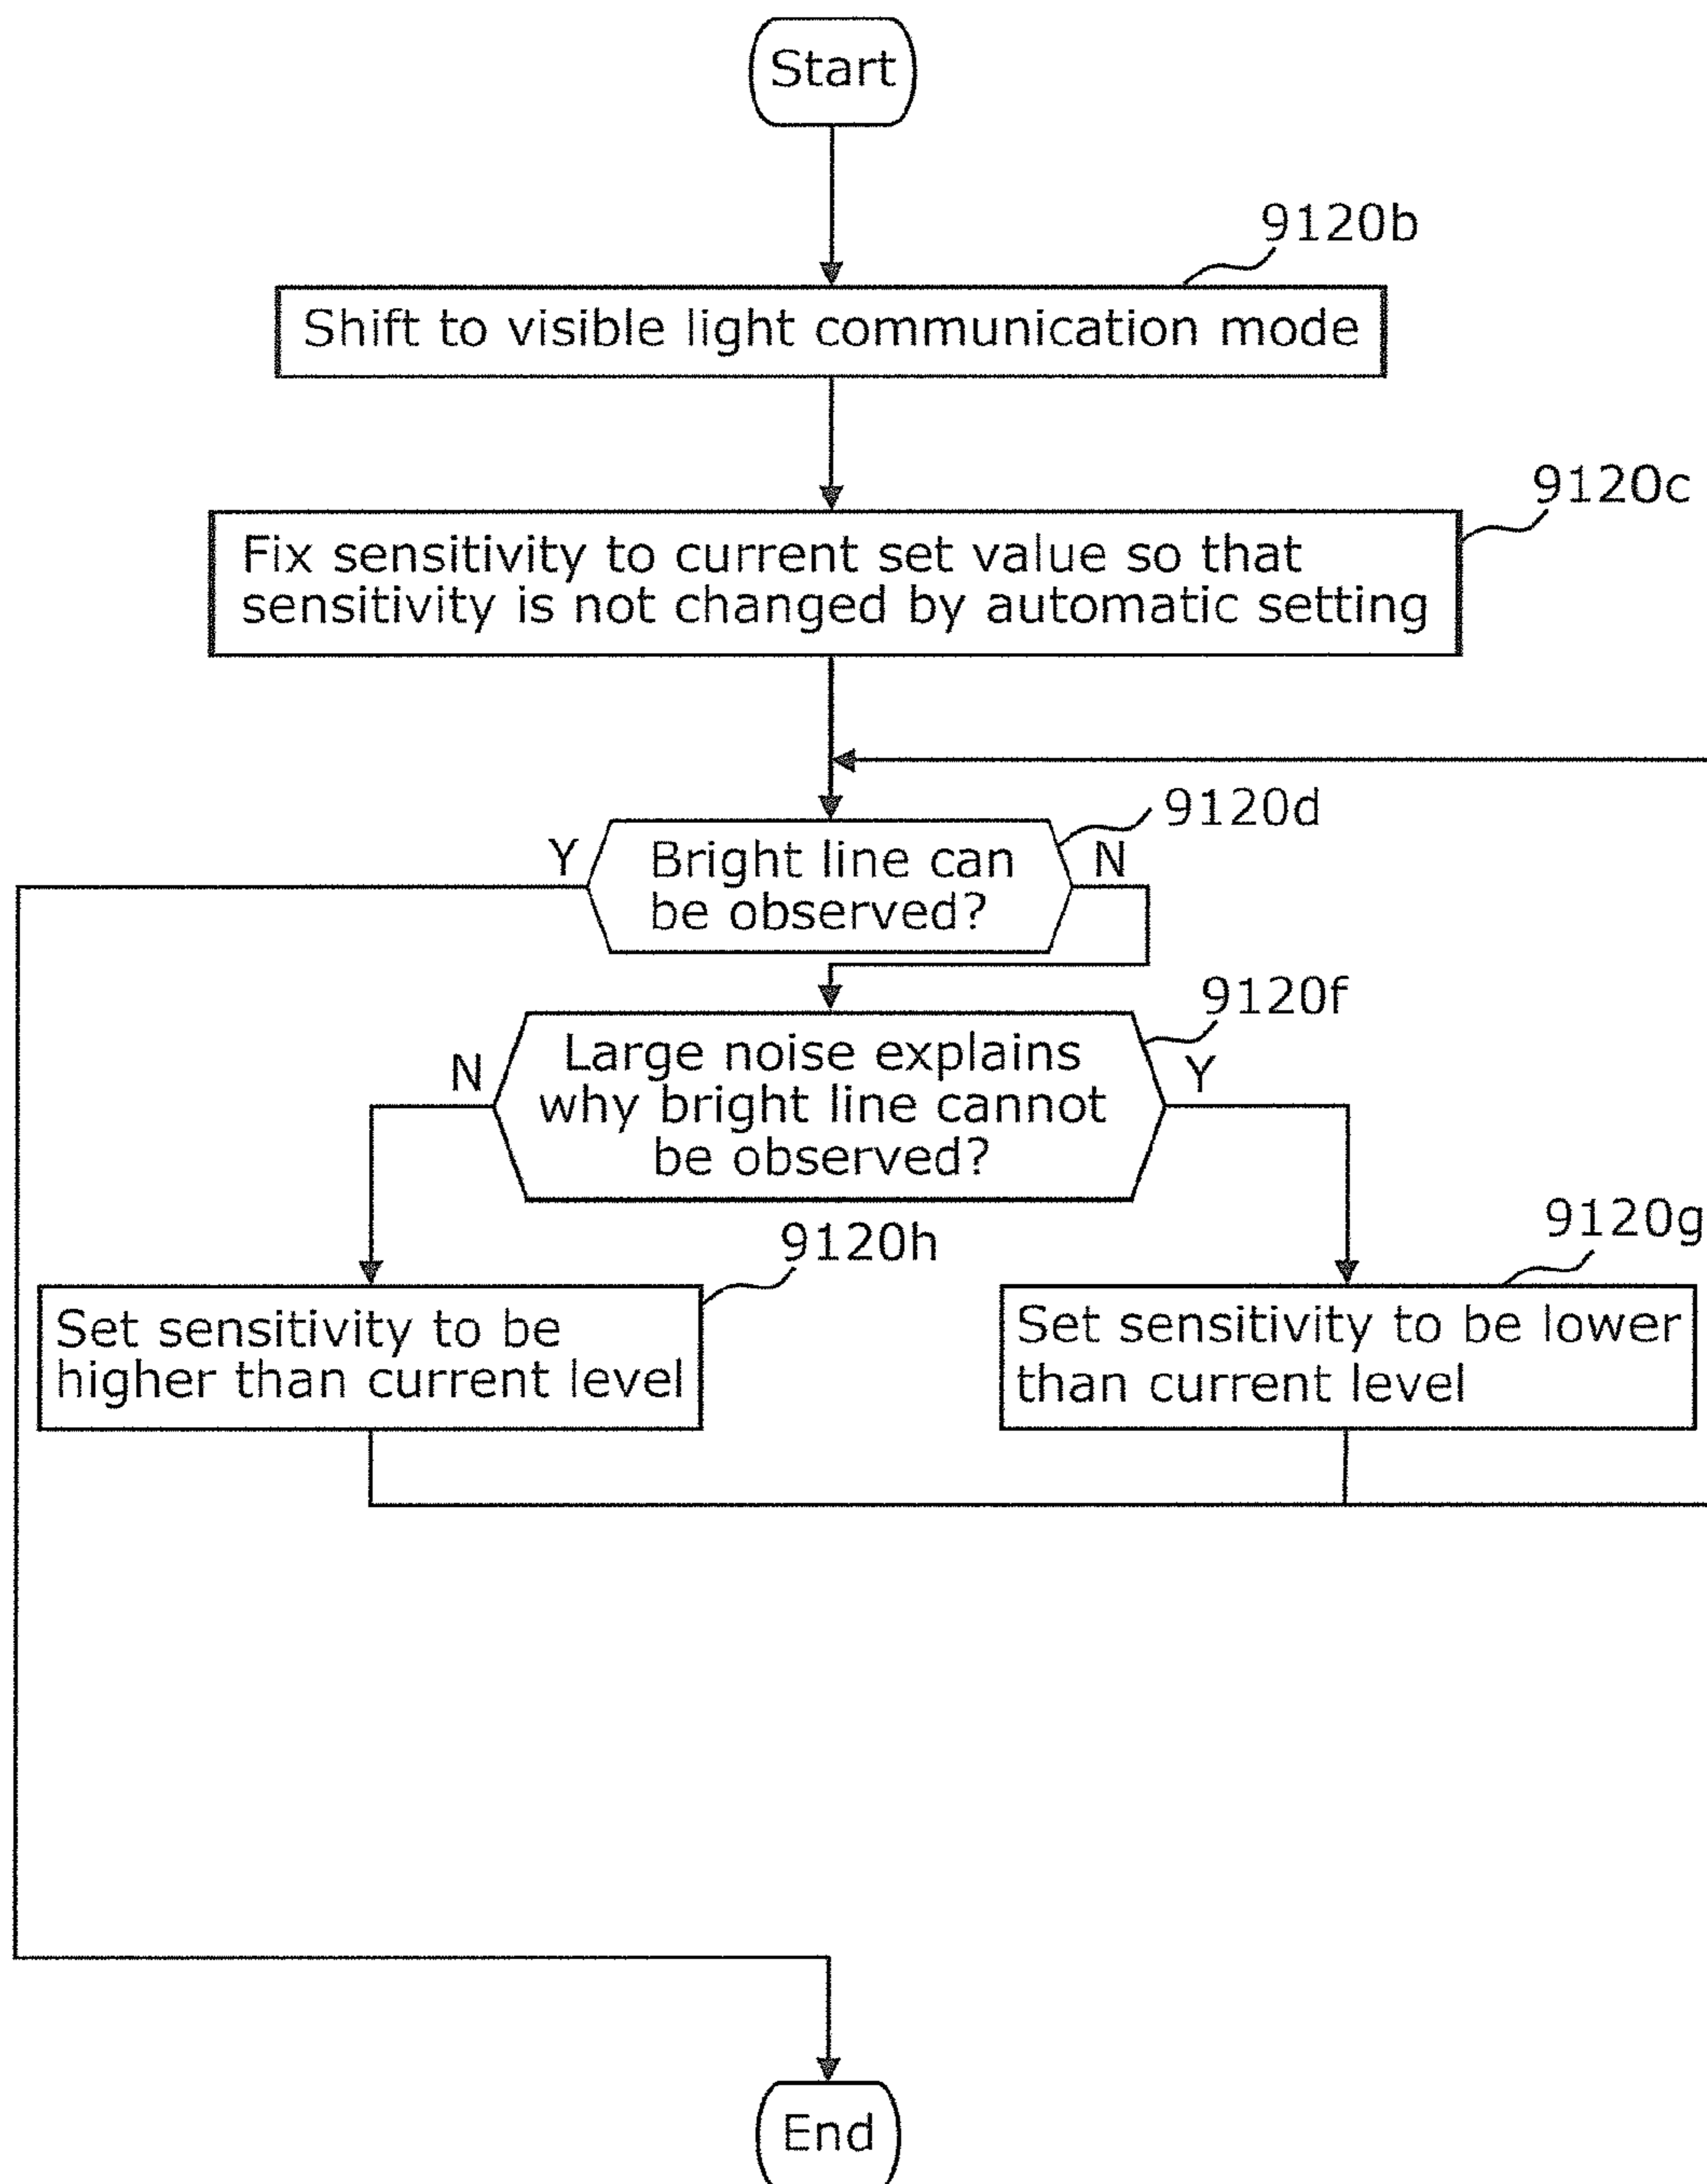 Start
9120b
Shift to visible light communication mode
9120c
Fix sensitivity to current set value so that
sensitivity is not changed by automatic setting
9120d
Y
Bright line can
be observed?
N
9120f
N
Large noise explains
why bright line cannot
be observed?
Y
9120h
Set sensitivity to be
higher than current level
9120g
Set sensitivity to be lower
than current level
End